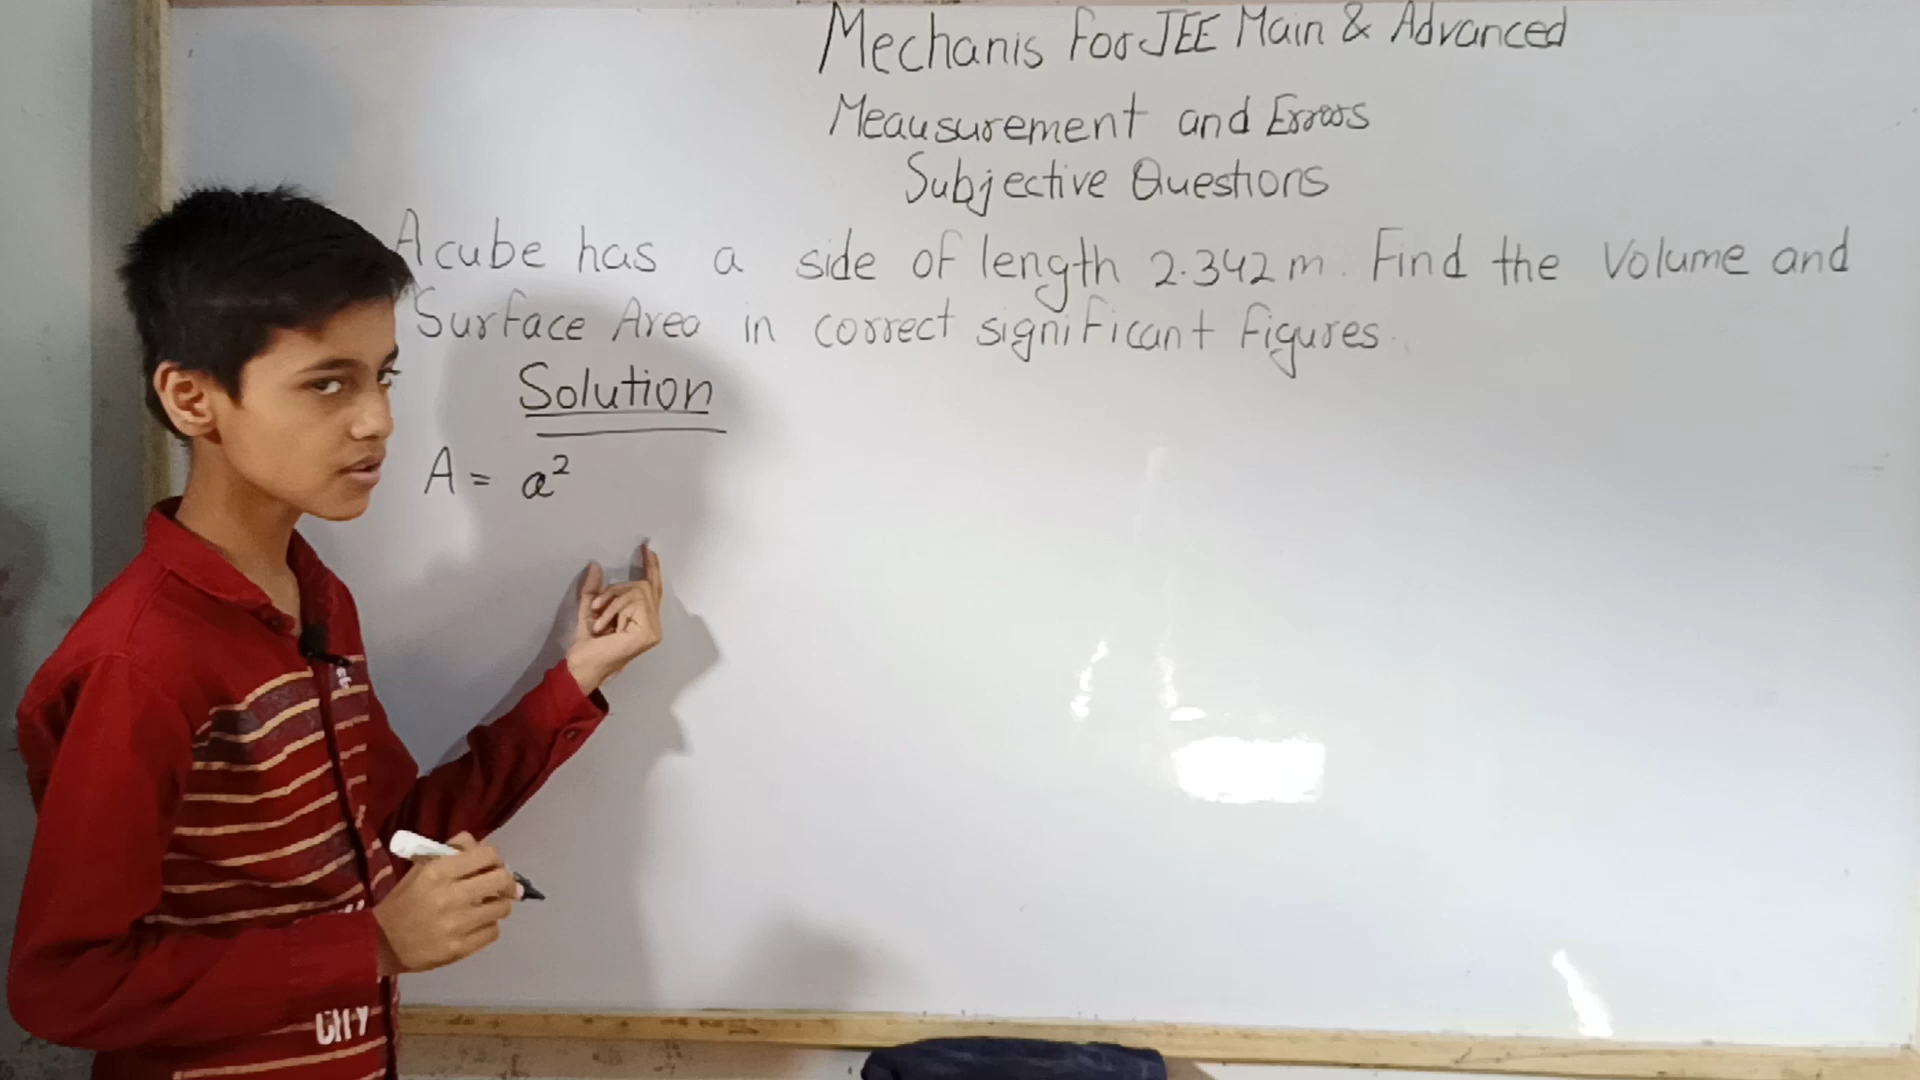 Mechanis For JEE Main & Advanced
Meausurement and Errors
Subjective Questions
A cube has a side of length 2.342 m. Find the Volume and
Surface Area in correct significant figures.
Solution
A = a²